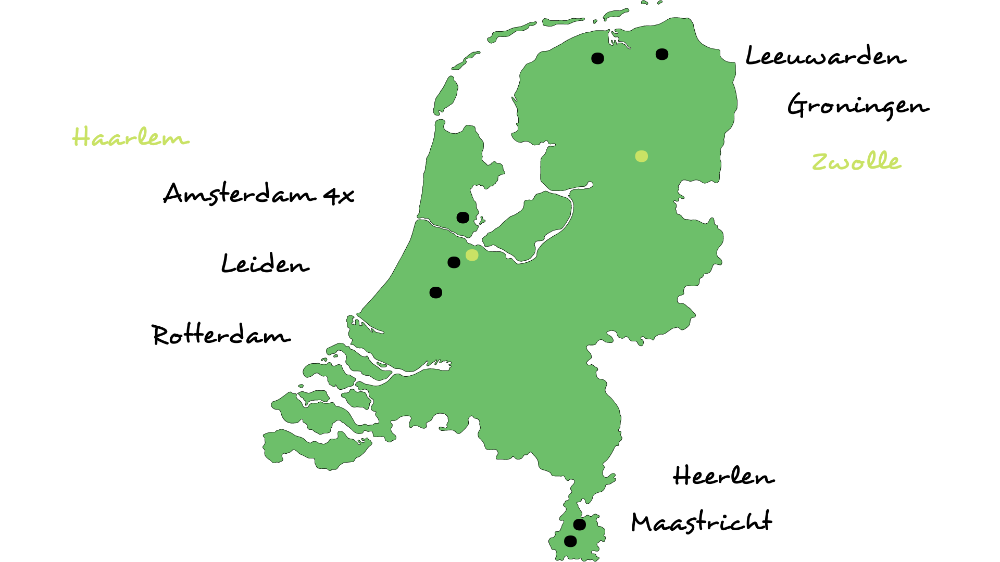 Leeuwarden
Groningen
Haarlem
Zwolle
Amsterdam 4x
Leiden
Rotterdam
Heerlen
Maastricht